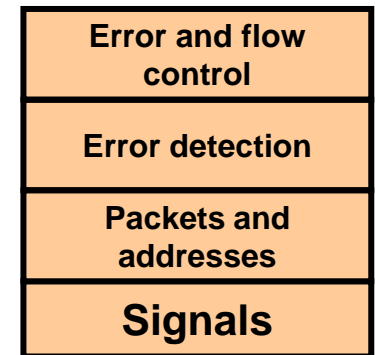 Error and flow
control
Error detection
Packets and
addresses
Signals